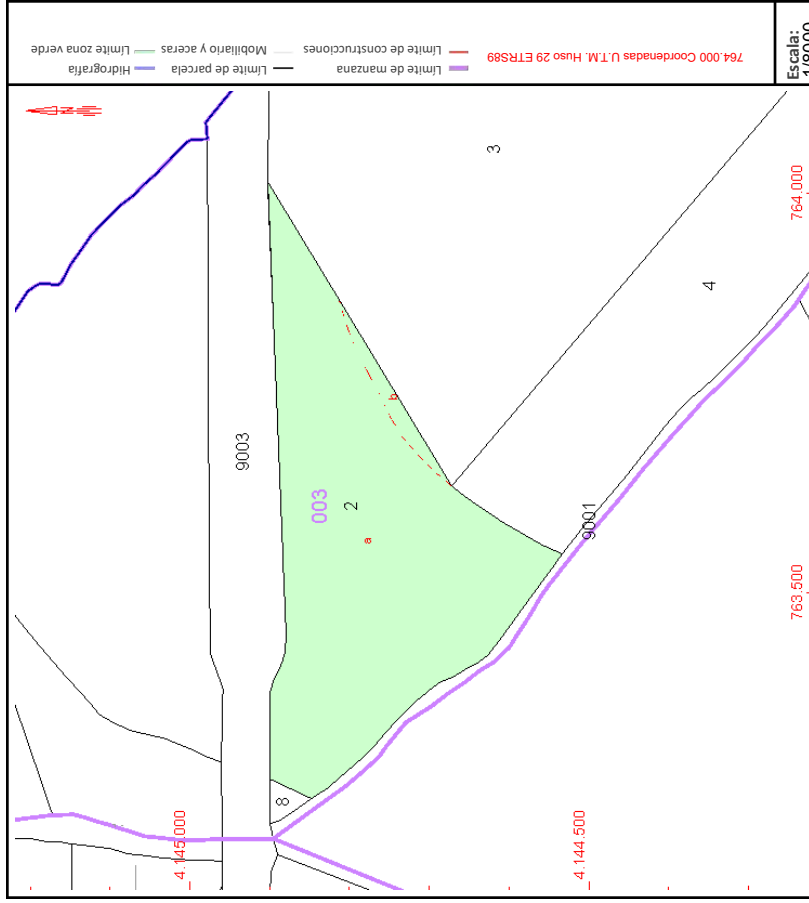 Límite zona verde
Mobiliario y aceras
Límite de construcciones
Hidrografía
Límite de parcela
Límite de manzana
764.000 Coordenadas U.T.M. Huso 29 ETRS89
Escala:
1/8000
3
764.000
4
9003
b
003
2
a
9001
763.500
8
4.145.000
4.144.500